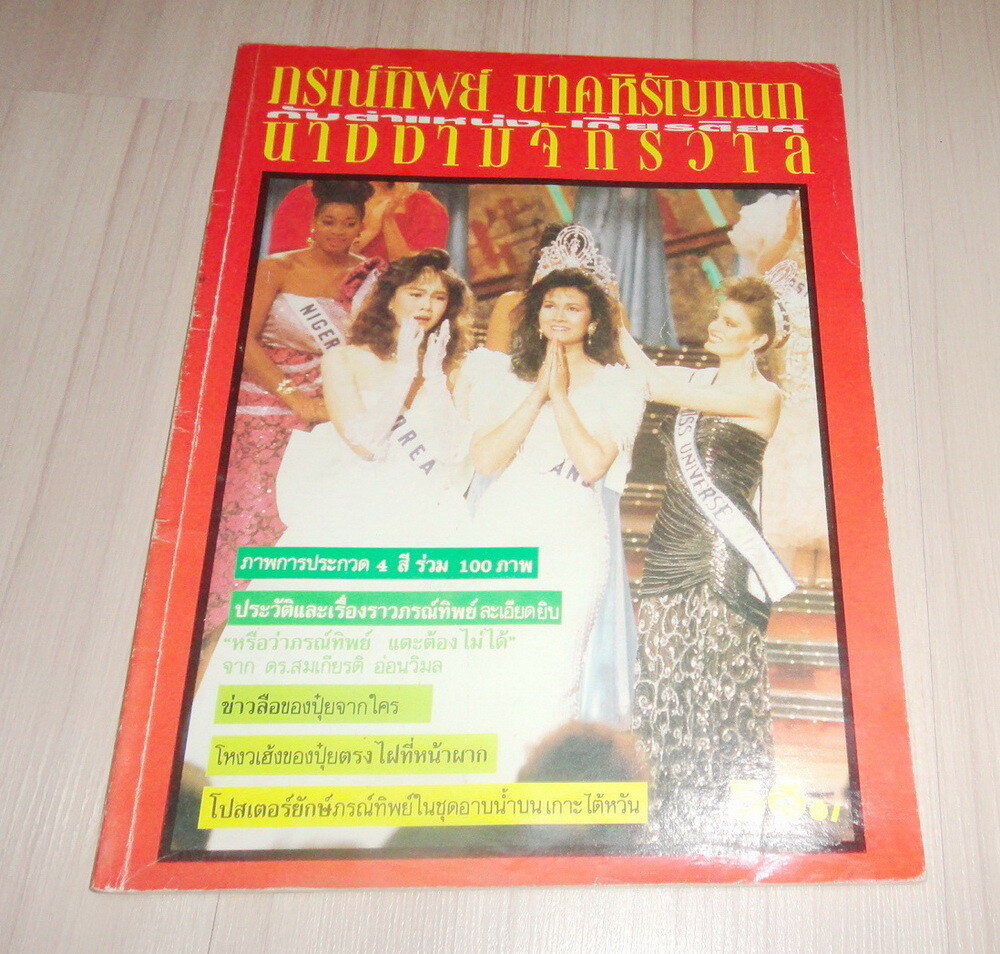 ภรณ์ทิพย์ นาคหิรัญกนก
กับตำแหน่ง เกียรติยศ
นางงามจักรวาล
NIGER
OREA
AND
MISS UNIVERSE
ภาพการประกวด 4 สี ร่วม 100 ภาพ
ประวัติและเรื่องราวภรณ์ทิพย์ ละเอียดยิบ
"หรือว่าภรณ์ทิพย์ แตะต้องไม่ได้"
จาก ดร.สมเกียรติ อ่อนวิมล
ข่าวลือของปุ๋ยจากใคร
โหงวเฮ้งของปุ๋ยตรงไฝที่หน้าผาก
โปสเตอร์ยักษ์ภรณ์ทิพย์ในชุดอาบน้ำบนเกาะไต้หวัน